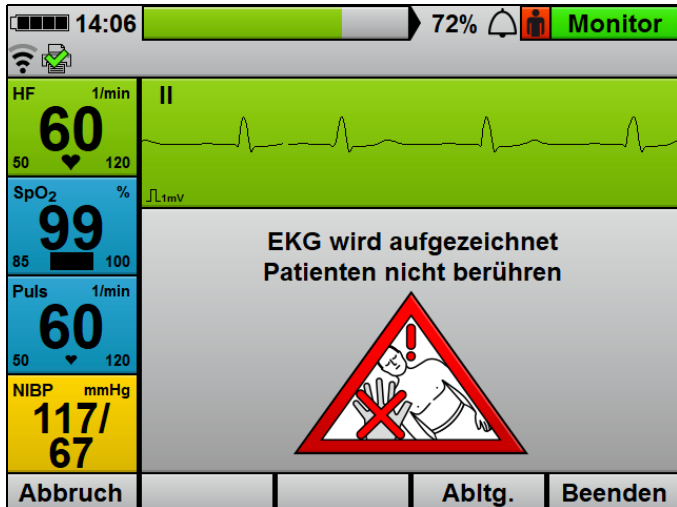 14:06
72%
Monitor
HF 1/min
60
50 120
II
1mV
SpO2 %
99
85 100
Puls 1/min
60
50 120
NIBP mmHg
117/
67
EKG wird aufgezeichnet
Patienten nicht berühren
!
Abbruch Abltg. Beenden